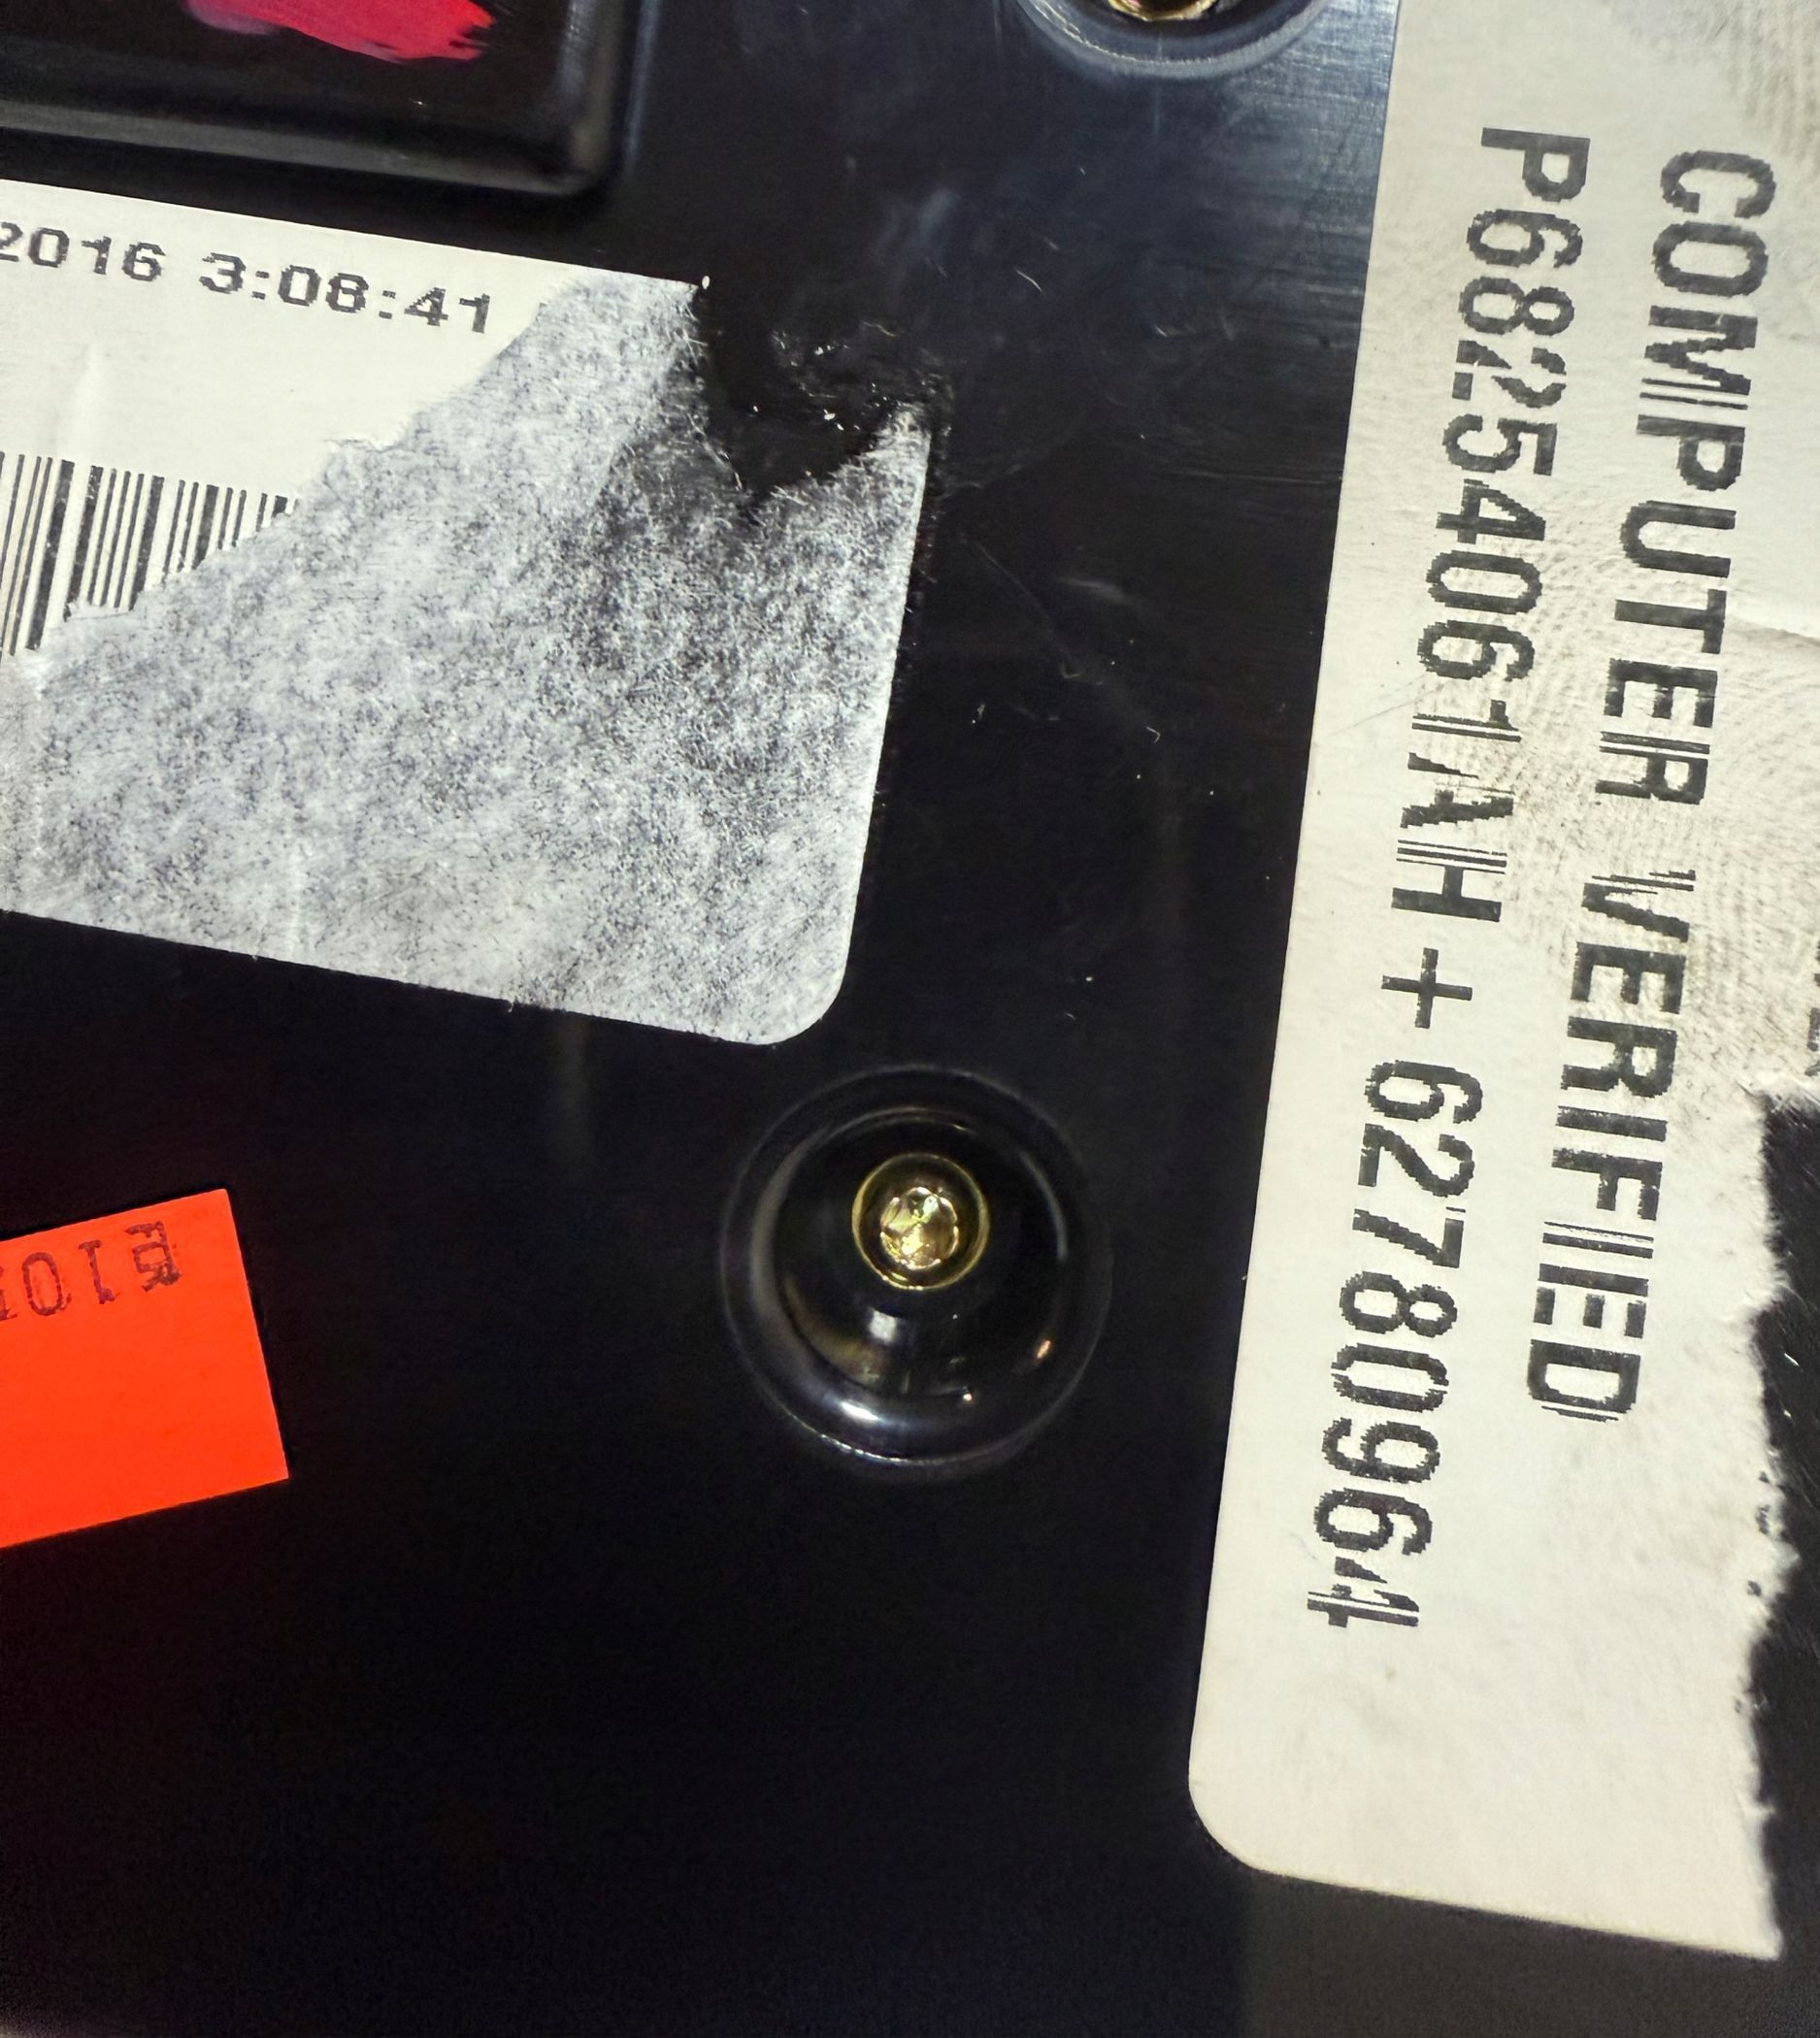 2016 3:08:41
COMPUTER VERIFIED
P68254061AH + 62780964